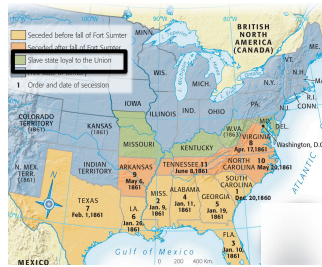 80°W
70°W
BRITISH
NORTH
AMERICA
(CANADA)
Seceded before fall of Fort Sumter
Seceded after fall of Fort Sumter
Slave state loyal to the Union
1 Order and date of secession
MINN.
WIS.
MICH.
N.Y.
VT.
N.H.
PA.
N.J.
R.I.
CONN.
IOWA
ILLINOIS
IND.
OHIO
MD.
DEL.
W.VA.
(1863)
Washington, D.C.
COLORADO
TERRITORY
(1861)
KANSAS
(1861)
MISSOURI
KENTUCKY
VIRGINIA
8
Apr. 17, 1861
N. MEX.
TERR.
(1861)
INDIAN
TERRITORY
ARKANSAS
9
May 6,
1861
TENNESSEE 11
June 8, 1861
NORTH 10
CAROLINA May 20, 1861
SOUTH
CAROLINA
1
Dec. 20, 1860
TEXAS
7
Feb. 1, 1861
LA.
6
Jan. 26,
1861
MISS.
2
Jan. 9,
1861
ALABAMA
4
Jan. 11,
1861
GEORGIA
5
Jan. 19,
1861
FLA.
3
Jan. 10,
1861
ATLANTIC
Gulf of Mexico
MEXICO
0 200 400 Km.